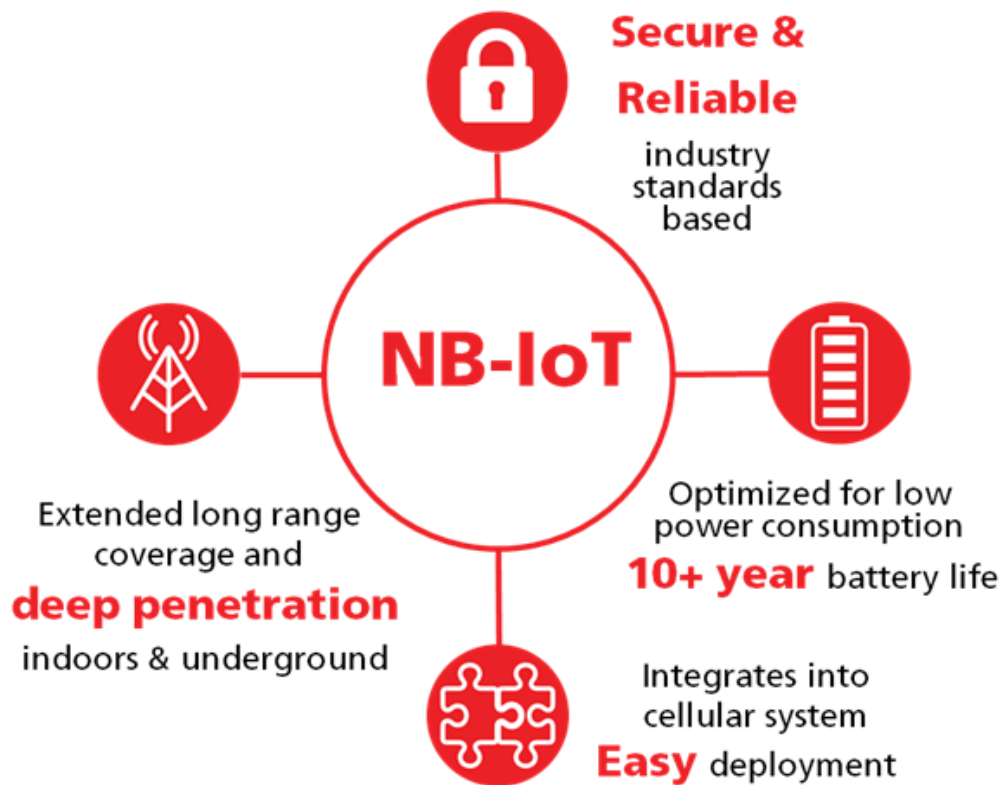 Secure &
Reliable
industry
standards
based
NB-IoT
Extended long range
coverage and
deep penetration
indoors & underground
Optimized for low
power consumption
10+ year battery life
Integrates into
cellular system
Easy deployment